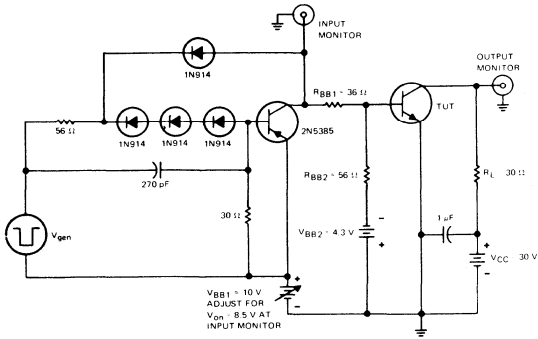 INPUT
MONITOR
OUTPUT
MONITOR
1N914
RBB1 = 36 Ω
TUT
56 Ω
1N914
1N914
1N914
2N5385
270 pF
RBB2 = 56 Ω
RL = 30 Ω
30 Ω
1 µF
Vgen
VBB2 = 4.3 V
-
+
+
-
VCC = 30 V
VBB1 = 10 V
ADJUST FOR
Von = 8.5 V AT
INPUT MONITOR
+
-